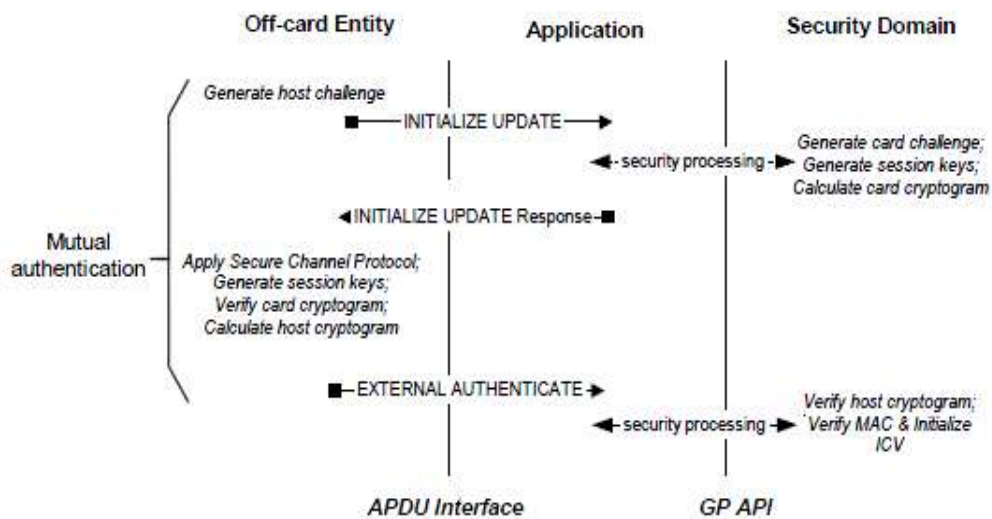 Off-card Entity
Application
Security Domain
Generate host challenge
INITIALIZE UPDATE
security processing
Generate card challenge;
Generate session keys;
Calculate card cryptogram
INITIALIZE UPDATE Response
Mutual
authentication
Apply Secure Channel Protocol;
Generate session keys;
Verify card cryptogram;
Calculate host cryptogram
EXTERNAL AUTHENTICATE
security processing
Verify host cryptogram;
Verify MAC & Initialize
ICV
APDU Interface
GP API